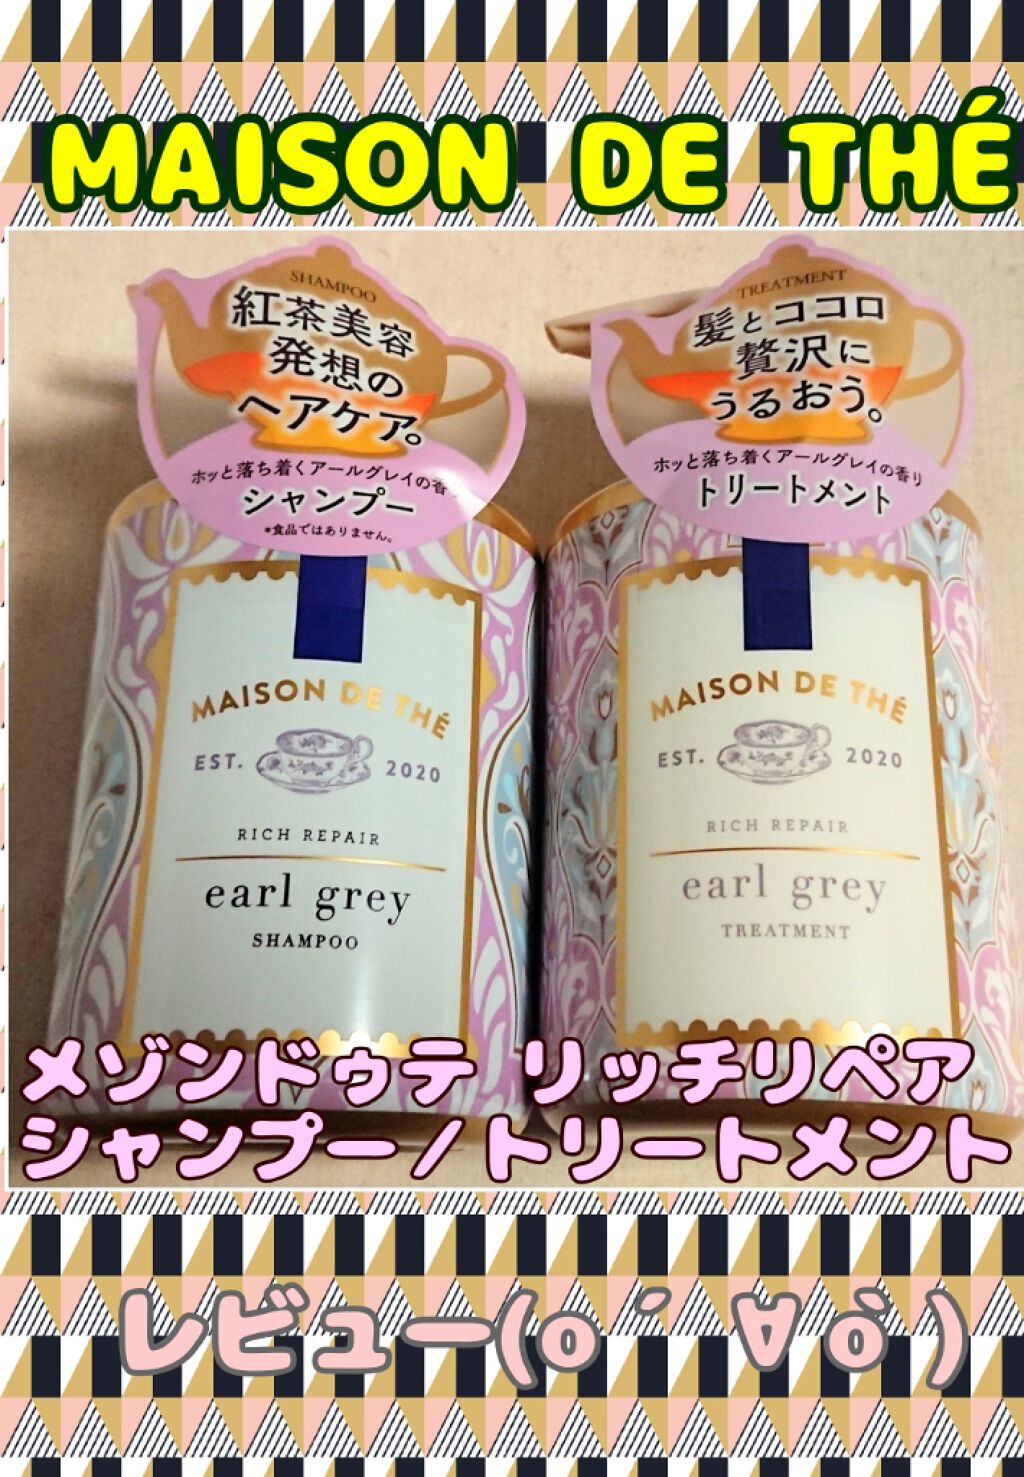 MAISON DE THÉ
SHAMPOO
紅茶美容
発想の
ヘアケア。
ホッと落ち着くアールグレイの香り
シャンプー
*食品ではありません。
MAISON DE THÉ
EST. 2020
RICH REPAIR
earl grey
SHAMPOO
TREATMENT
髪とココロ
贅沢に
うるおう。
ホッと落ち着くアールグレイの香り
トリートメント
MAISON DE THÉ
EST. 2020
RICH REPAIR
earl grey
TREATMENT
メゾンドゥテ リッチリペア
シャンプー/トリートメント
レビュー(o´∀ò)